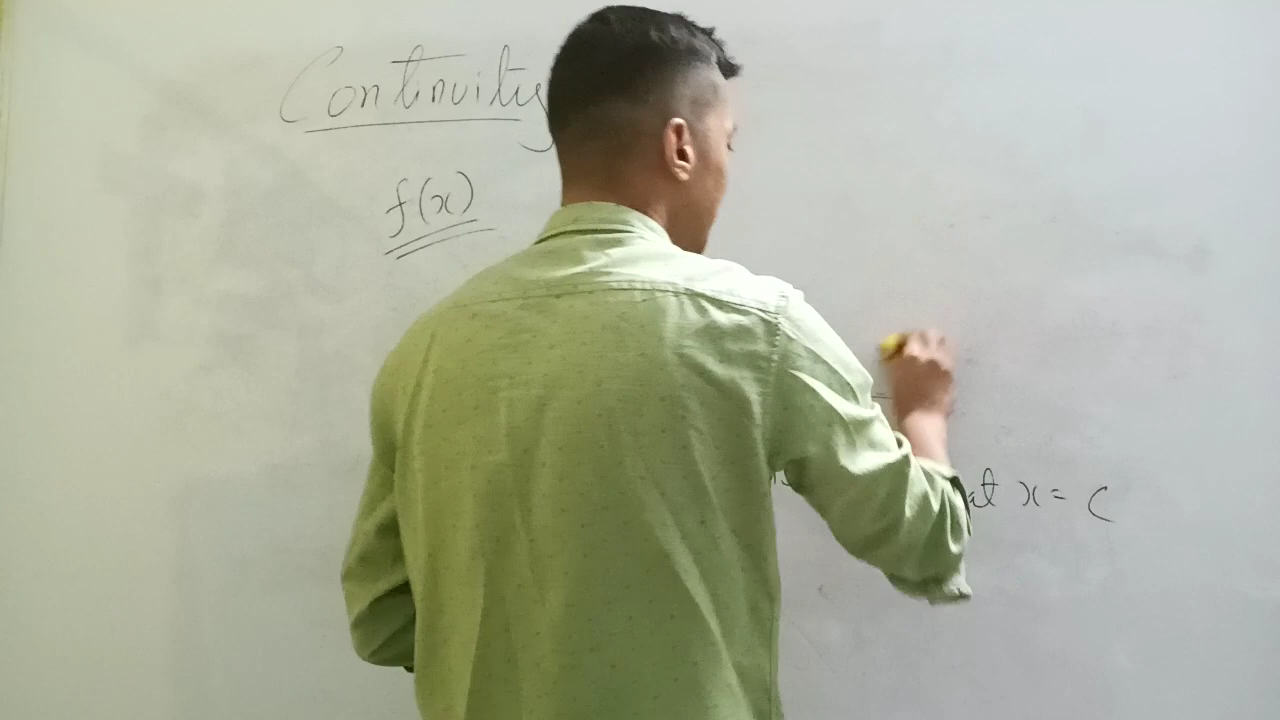 Continuity
f(x)
at x = c